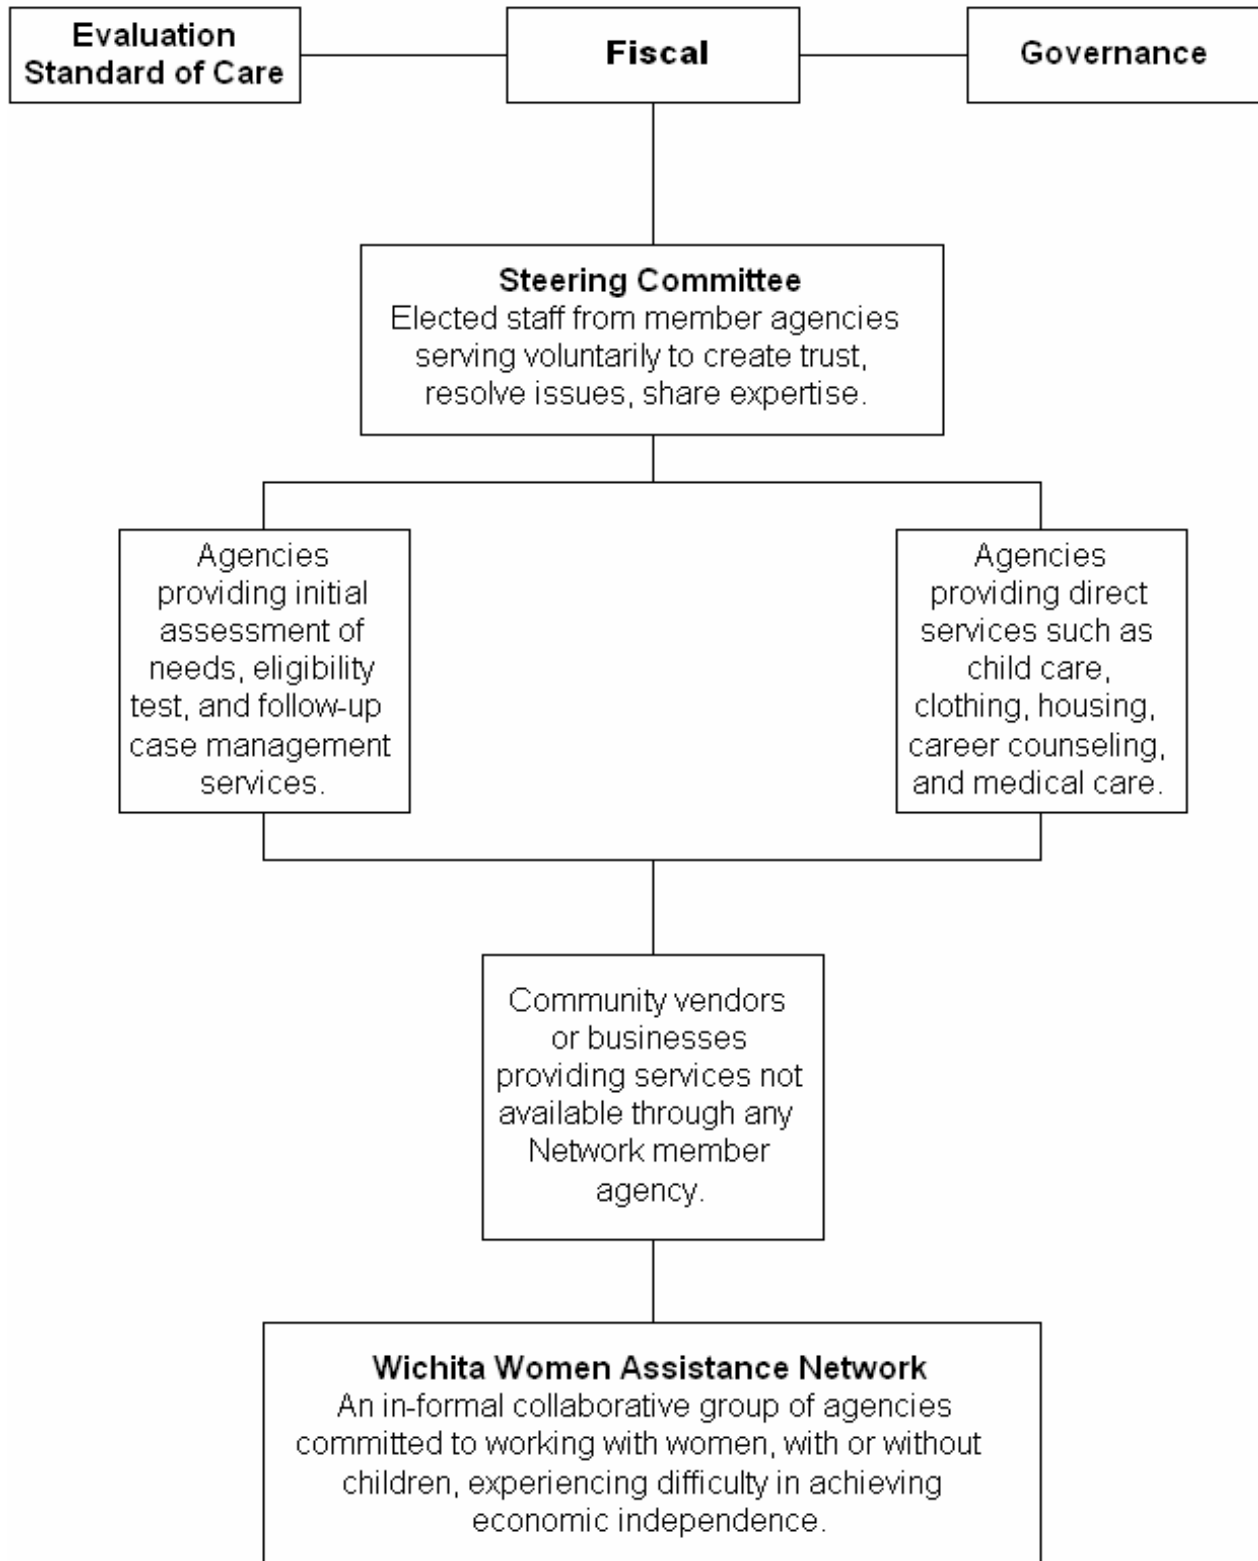 Evaluation
Standard of Care
Fiscal
Governance
Steering Committee
Elected staff from member agencies
serving voluntarily to create trust,
resolve issues, share expertise.
Agencies
providing initial
assessment of
needs, eligibility
test, and follow-up
case management
services.
Agencies
providing direct
services such as
child care,
clothing, housing,
career counseling,
and medical care.
Community vendors
or businesses
providing services not
available through any
Network member
agency.
Wichita Women Assistance Network
An in-formal collaborative group of agencies
committed to working with women, with or without
children, experiencing difficulty in achieving
economic independence.